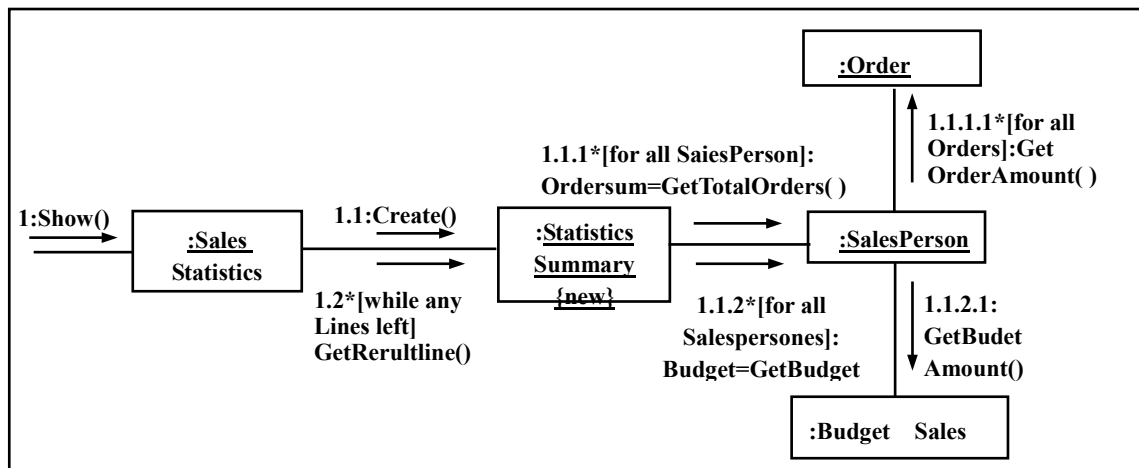 :Order
1.1.1.1*[for all
Orders]:Get
OrderAmount( )
1.1.1*[for all SaiesPerson]:
Ordersum=GetTotalOrders( )
1:Show()
:Sales
Statistics
1.1:Create()
:Statistics
Summary
{new}
:SalesPerson
1.2*[while any
Lines left]
GetRerultline()
1.1.2*[for all
Salespersones]:
Budget=GetBudget
1.1.2.1:
GetBudet
Amount()
:Budget Sales